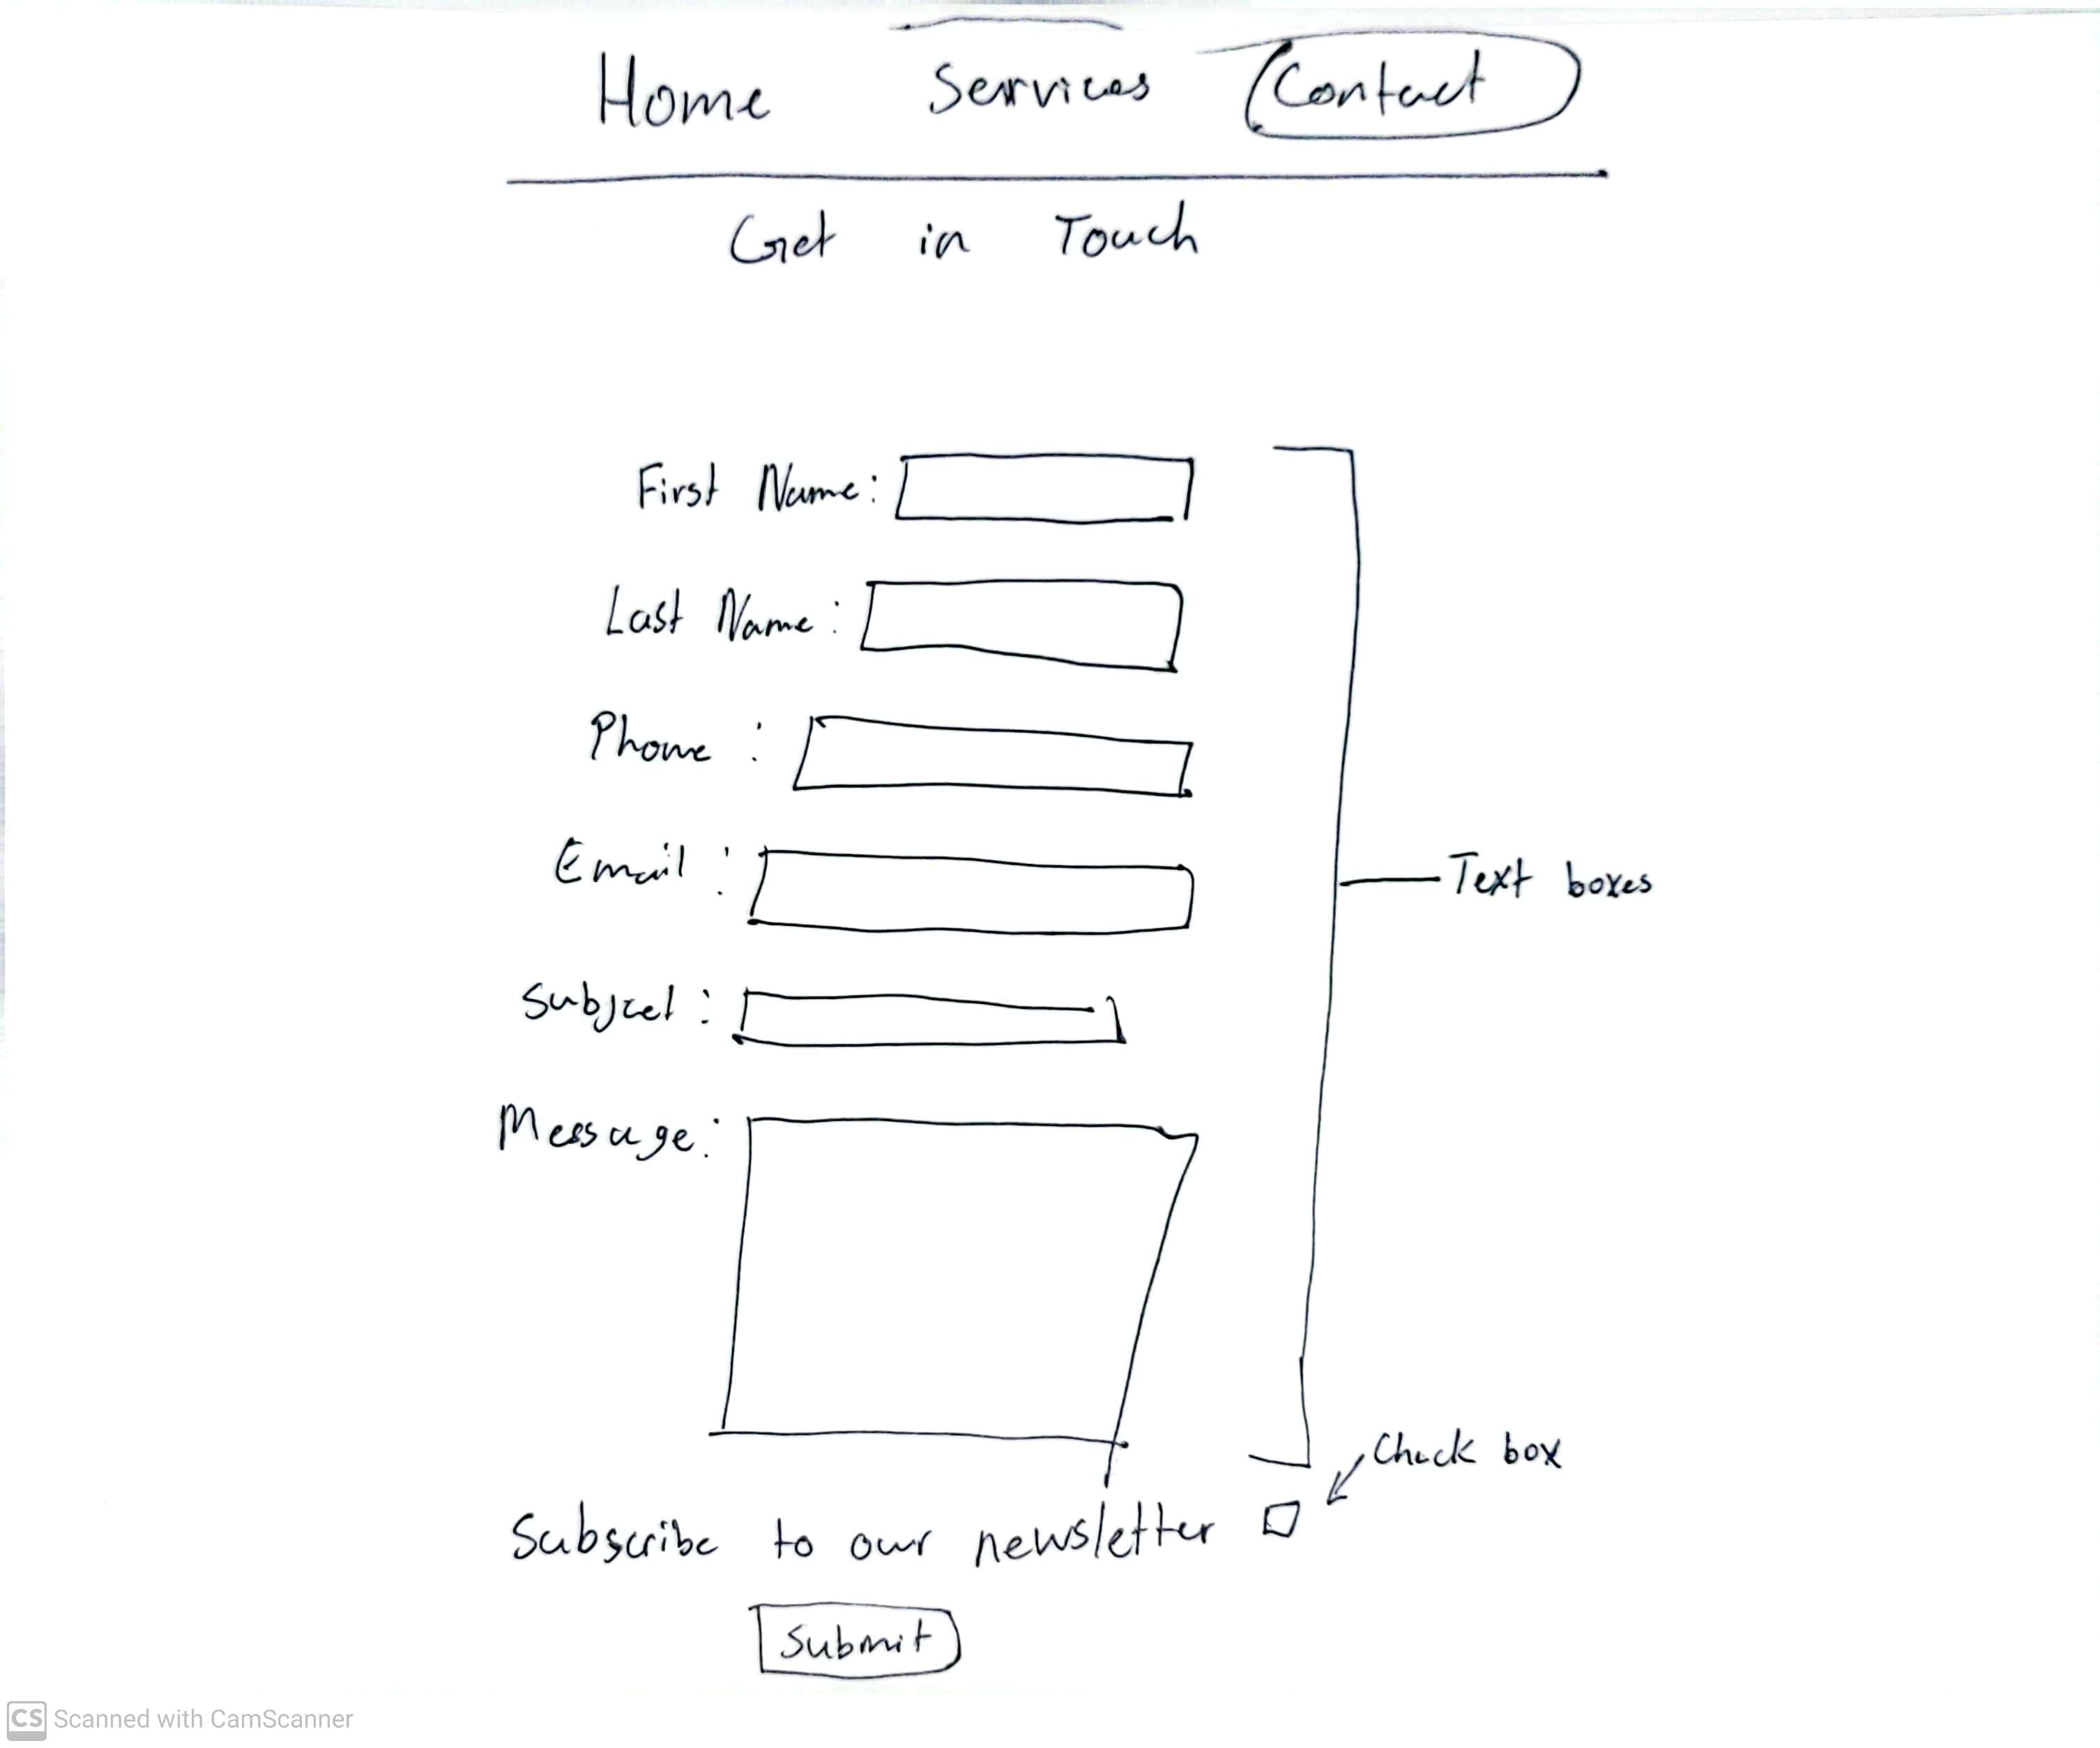 Home Services Contact
Get in Touch
First Name:
Last Name:
Phone :
Email :
Text boxes
Subject :
Message:
Check box
Subscribe to our newsletter
Submit
CS Scanned with CamScanner